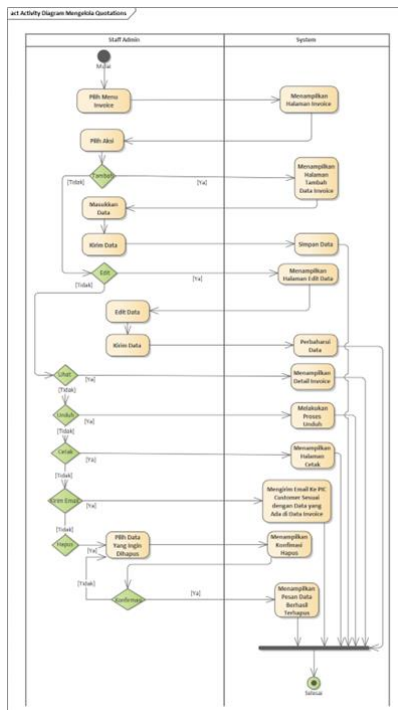 act Activity Diagram Mengelola Quotations
Staff Admin
System
Mulai
Pilih Menu
Invoice
Menampilkan
Halaman Invoice
Pilih Aksi
Tambah
[Tidak]
[Ya]
Menampilkan
Halaman
Tambah
Data Invoice
Masukkan
Data
Kirim Data
Simpan Data
Edit
[Ya]
[Tidak]
Menampilkan
Halaman Edit Data
Edit Data
Kirim Data
Perbaharui
Data
Lihat
[Ya]
[Tidak]
Menampilkan
Detail Invoice
Unduh
[Ya]
[Tidak]
Melakukan
Proses
Unduh
Cetak
[Ya]
[Tidak]
Menampilkan
Halaman
Cetak
Kirim Email
[Ya]
[Tidak]
Mengirim Email Ke PIC
Customer Sesuai
dengan Data yang
Ada di Data Invoice
Hapus
[Ya]
Pilih Data
Yang Ingin
Dihapus
Menampilkan
Konfimasi
Hapus
[Tidak]
Konfirmasi
[Ya]
Menampilkan
Pesan Data
Berhasil
Terhapus
Selesai